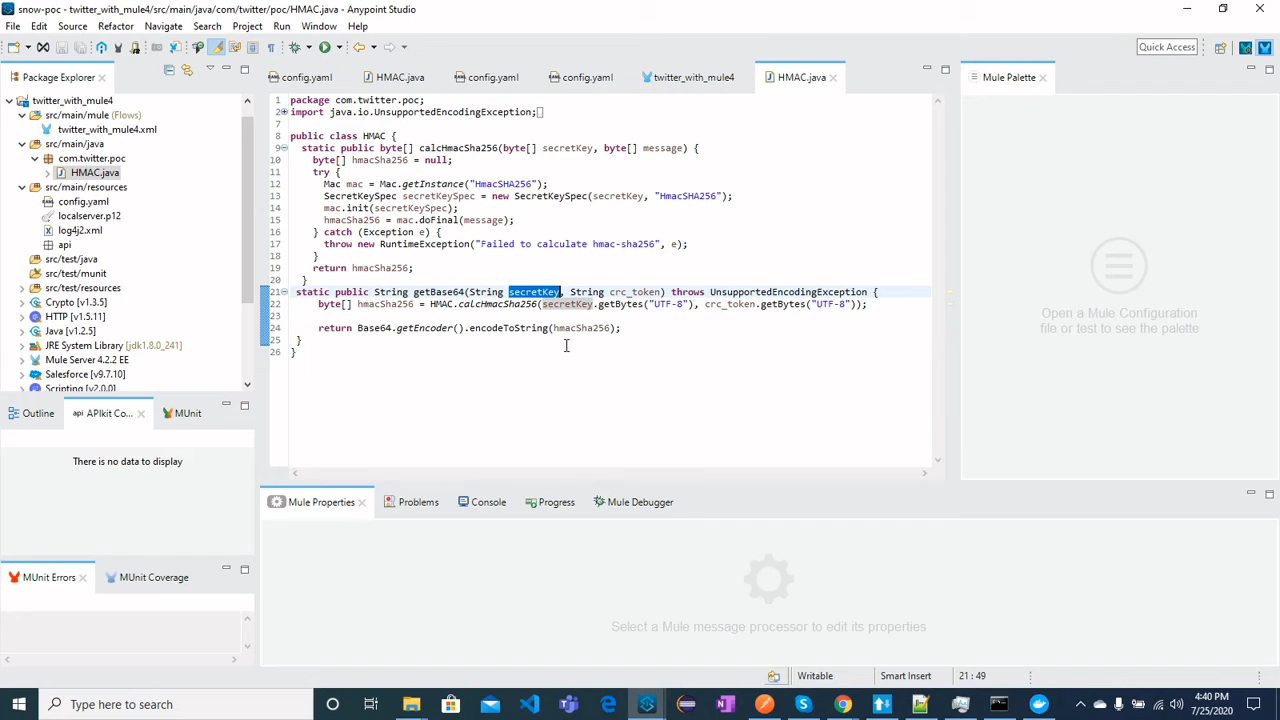 snow-poc - twitter_with_mule4/src/main/java/com/twitter/poc/HMAC.java - Anypoint Studio
File Edit Source Refactor Navigate Search Project Run Window Help
Quick Access
Package Explorer
twitter_with_mule4
src/main/mule (Flows)
twitter_with_mule4.xml
src/main/java
com.twitter.poc
HMAC.java
src/main/resources
config.yaml
localserver.p12
log4j2.xml
api
src/test/java
src/test/munit
src/test/resources
Crypto [v1.3.5]
HTTP [v1.5.11]
Java [v1.2.5]
JRE System Library [jdk1.8.0_241]
Mule Server 4.2.2 EE
Salesforce [v9.7.10]
Scripting [v2.0.0]
config.yaml HMAC.java config.yaml config.yaml twitter_with_mule4 HMAC.java
1 package com.twitter.poc;
2 import java.io.UnsupportedEncodingException;
7
8 public class HMAC {
9 static public byte[] calcHmacSha256(byte[] secretKey, byte[] message) {
10 byte[] hmacSha256 = null;
11 try {
12 Mac mac = Mac.getInstance("HmacSHA256");
13 SecretKeySpec secretKeySpec = new SecretKeySpec(secretKey, "HmacSHA256");
14 mac.init(secretKeySpec);
15 hmacSha256 = mac.doFinal(message);
16 } catch (Exception e) {
17 throw new RuntimeException("Failed to calculate hmac-sha256", e);
18 }
19 return hmacSha256;
20 }
21 static public String getBase64(String secretKey, String crc_token) throws UnsupportedEncodingException {
22 byte[] hmacSha256 = HMAC.calcHmacSha256(secretKey.getBytes("UTF-8"), crc_token.getBytes("UTF-8"));
23
24 return Base64.getEncoder().encodeToString(hmacSha256);
25 }
26 }
Mule Palette
Open a Mule Configuration
file or test to see the palette
Outline API​kit Co... MUnit
There is no data to display
MUnit Errors MUnit Coverage
Mule Properties Problems Console Progress Mule Debugger
Select a Mule message processor to edit its properties
Writable Smart Insert 21 : 49
Type here to search
4:40 PM
7/25/2020